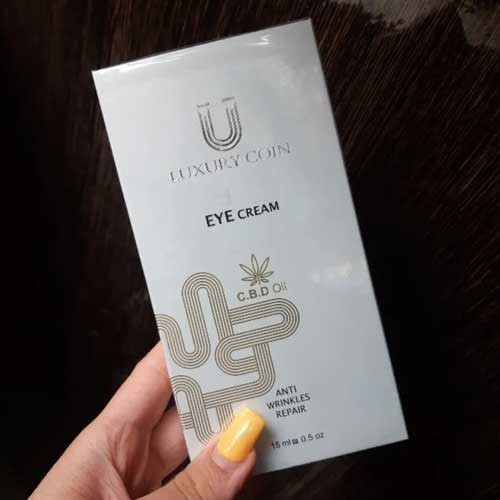 LUXURY COIN
EYE CREAM
C.B.D Oil
ANTI
WRINKLES
REPAIR
15 ml℮ 0.5 oz